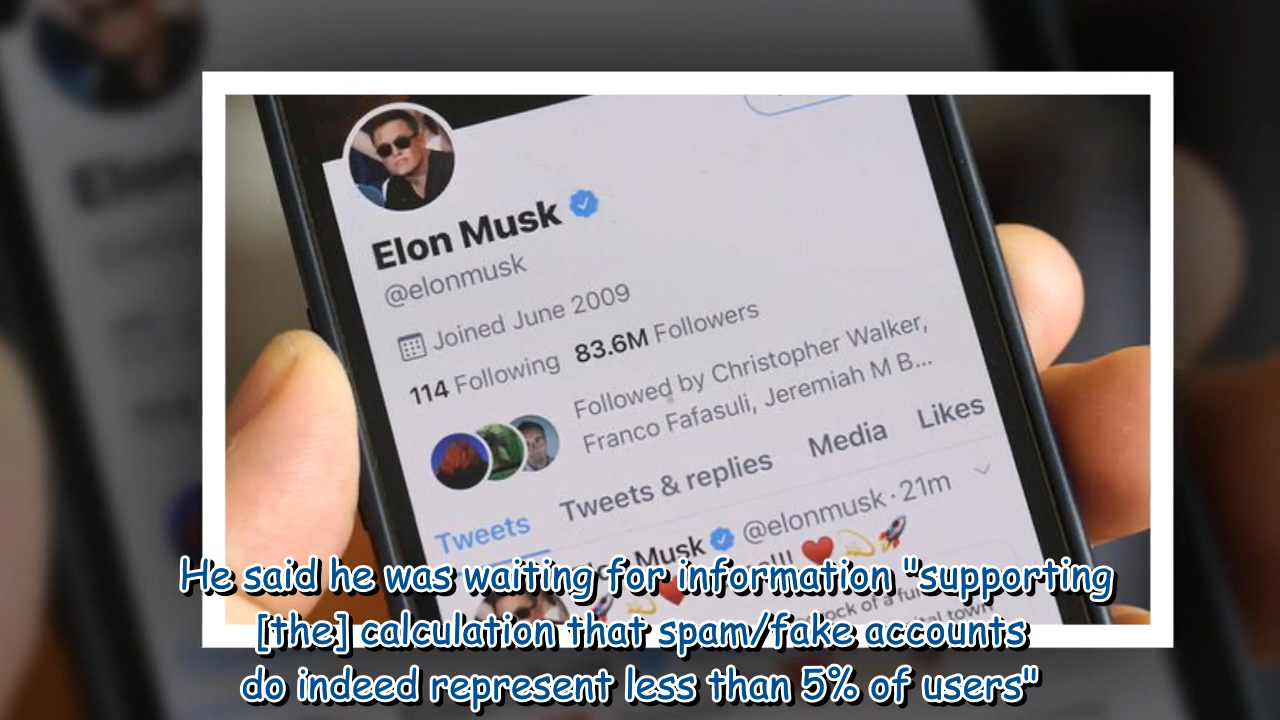 Elon Musk
@elonmusk
Joined June 2009
114 Following 83.6M Followers
Followed by Christopher Walker,
Franco Fafasuli, Jeremiah M B...
Tweets Tweets & replies Media Likes
Musk @elonmusk · 21m
He said he was waiting for information "supporting
[the] calculation that spam/fake accounts
do indeed represent less than 5% of users"